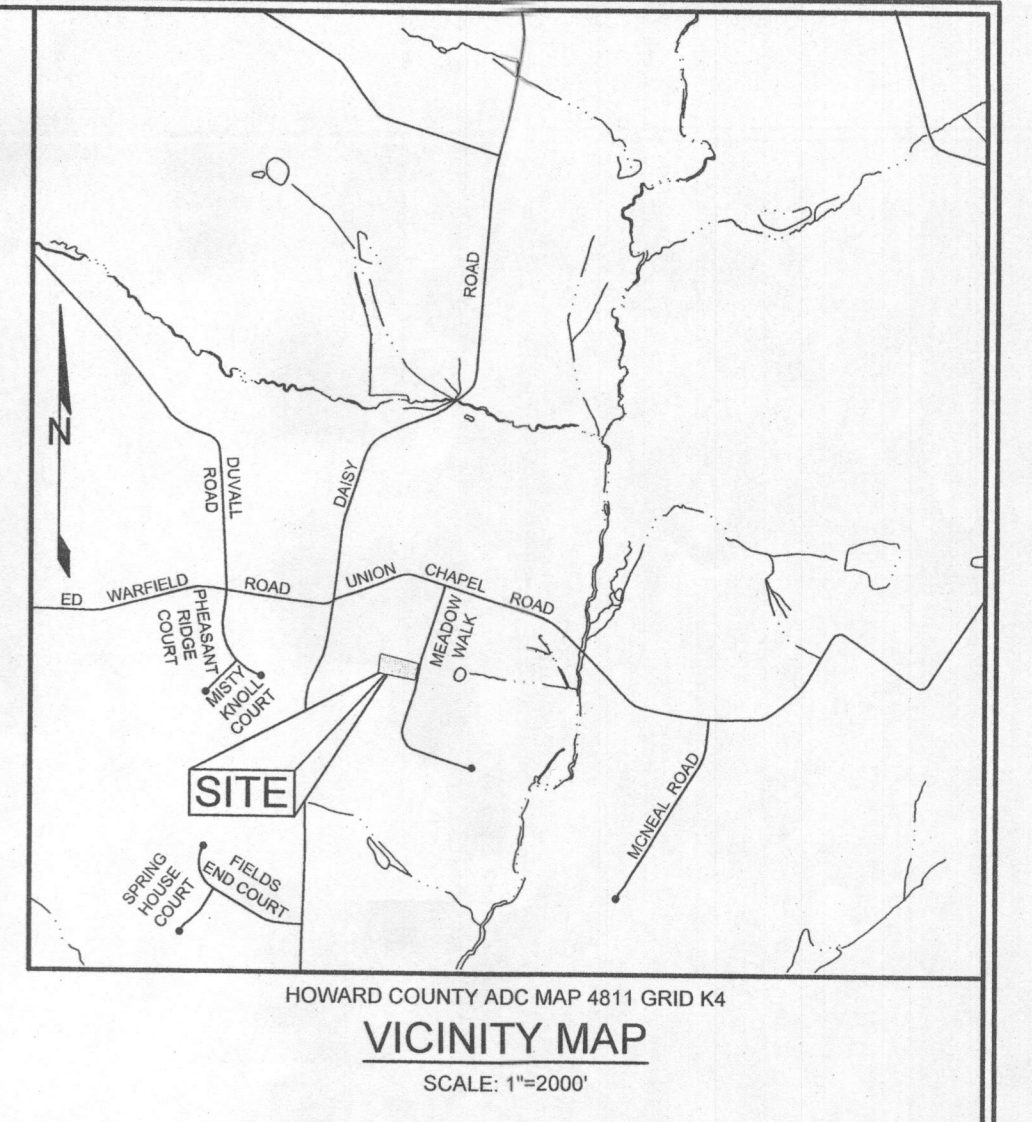 ROAD
N
DUVALL
ROAD
DAISY
ED WARFIELD ROAD
UNION CHAPEL ROAD
PHEASANT
RIDGE
COURT
MEADOW
WALK
MISTY
KNOLL
COURT
SITE
MCNEAL ROAD
SPRING
HOUSE
COURT
FIELDS
END COURT
HOWARD COUNTY ADC MAP 4811 GRID K4
VICINITY MAP
SCALE: 1"=2000'